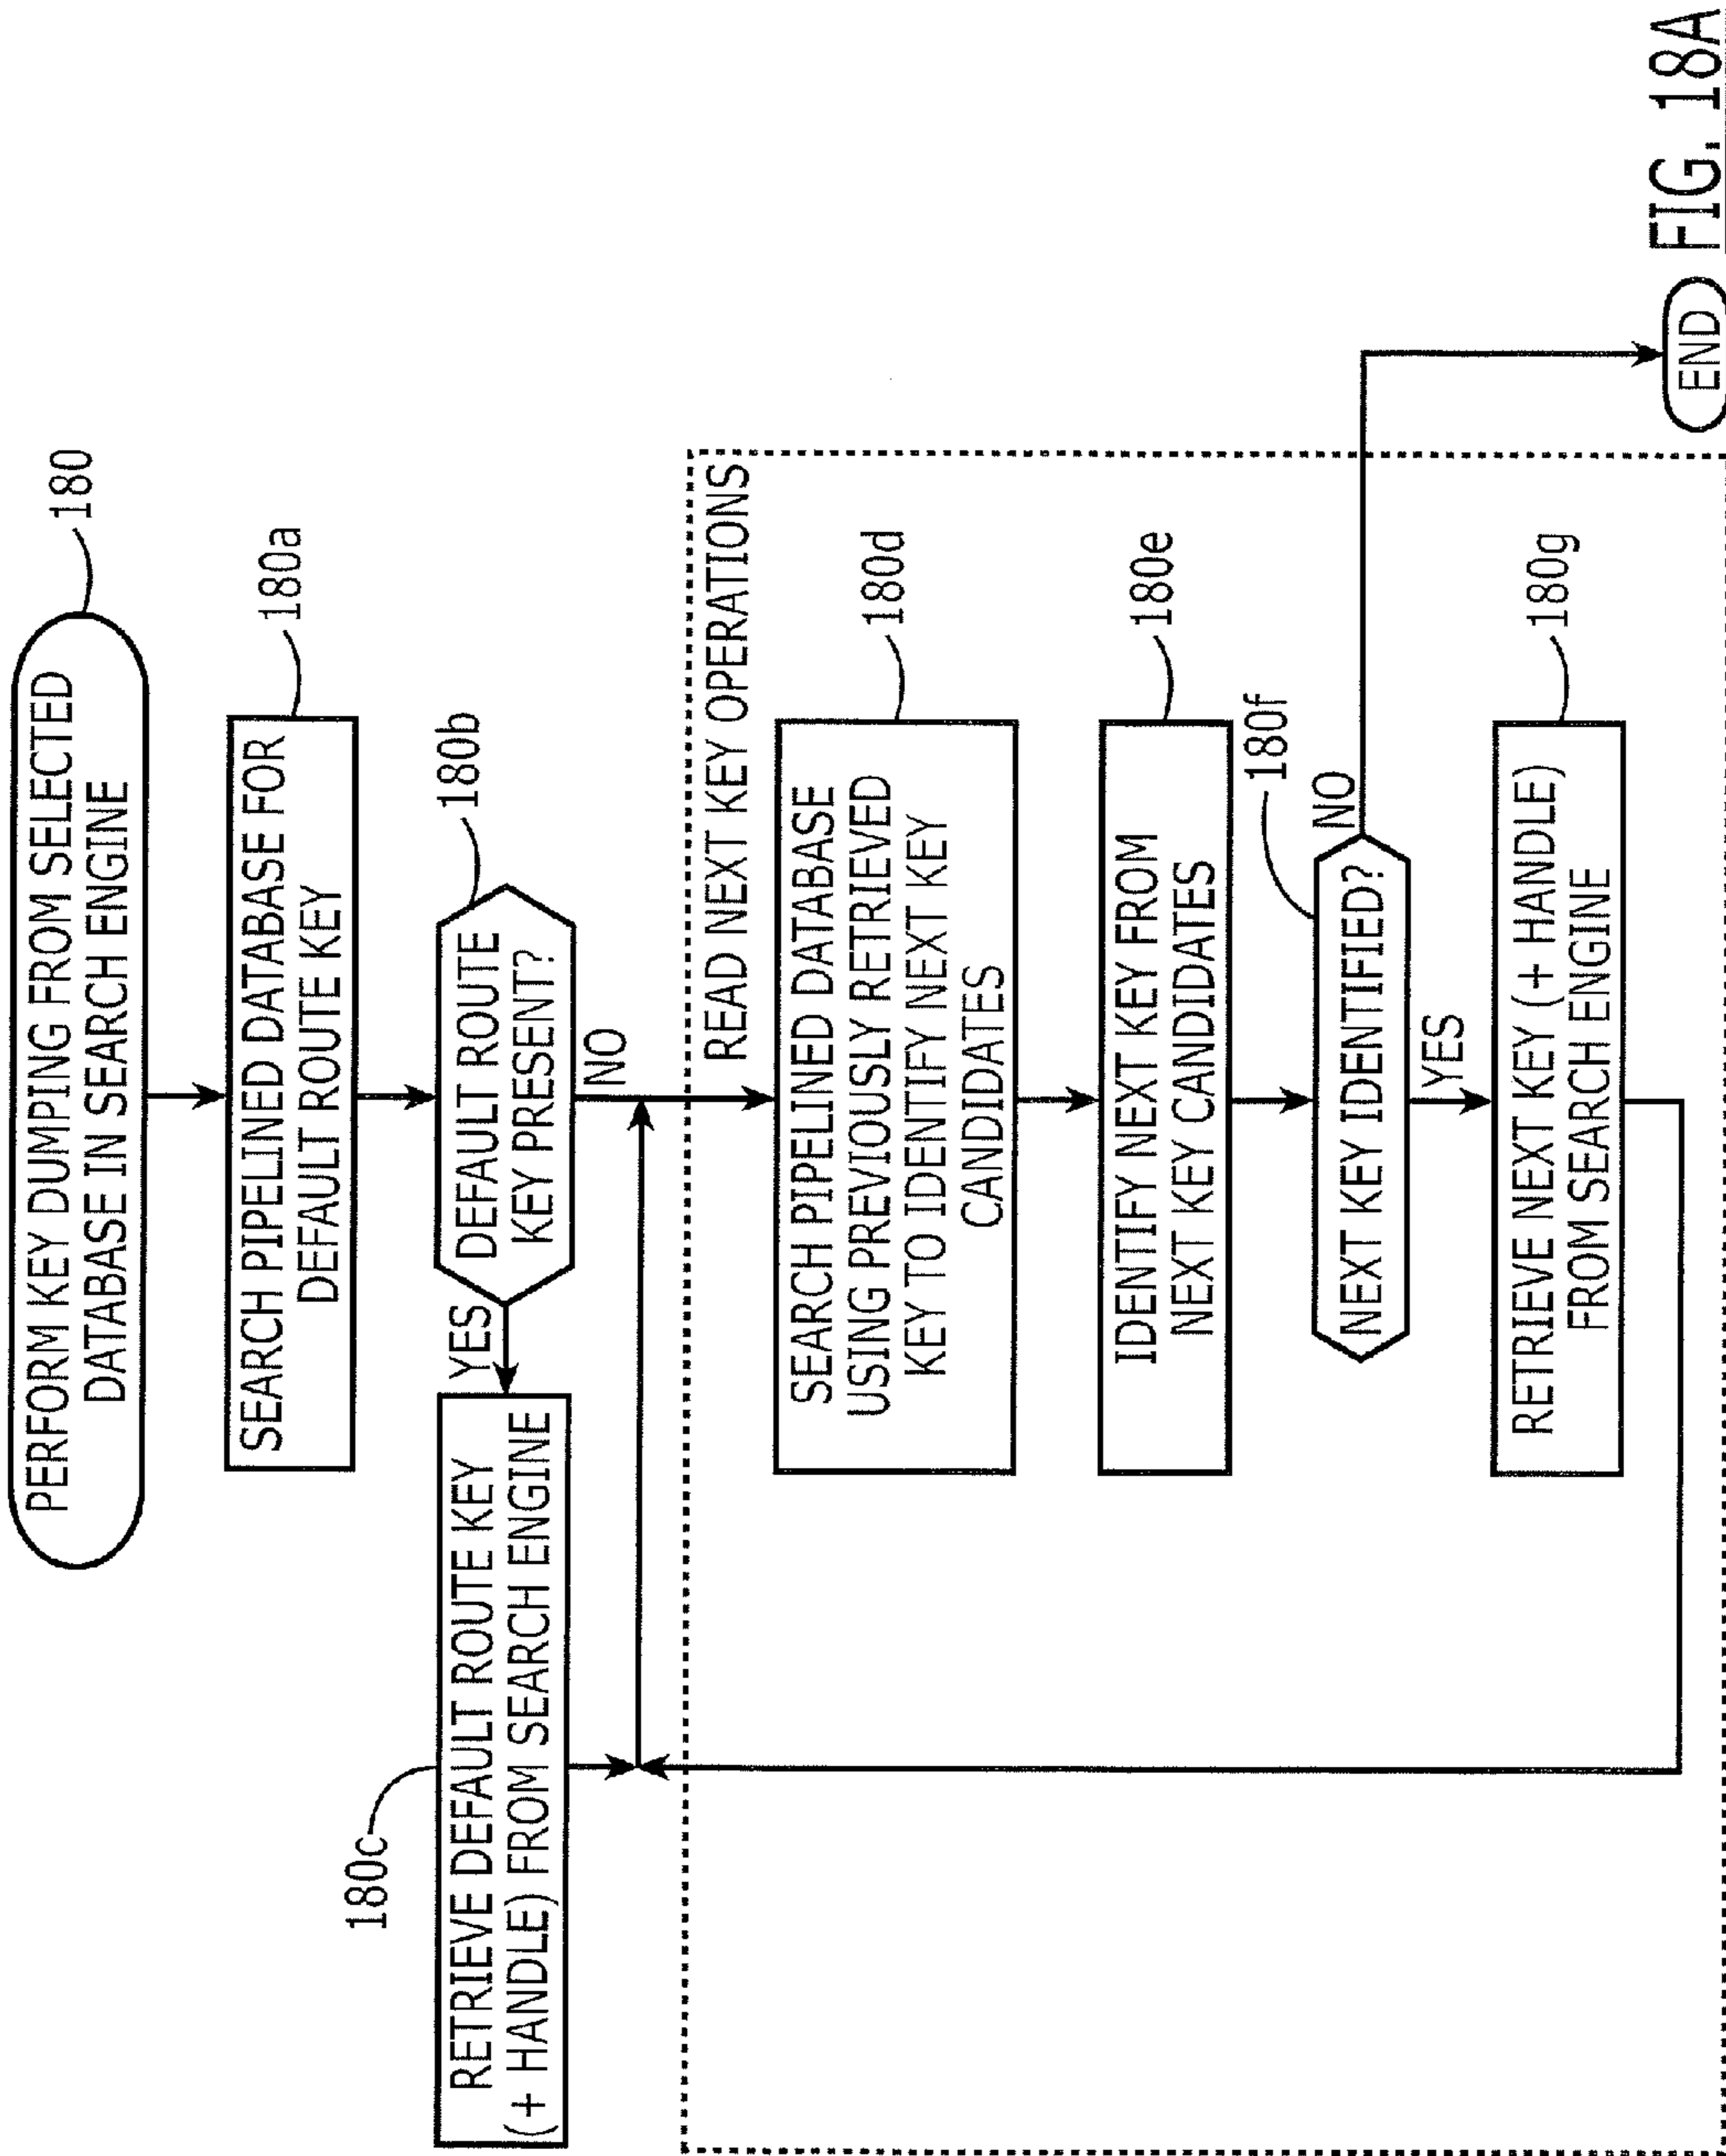 PERFORM KEY DUMPING FROM SELECTED
DATABASE IN SEARCH ENGINE
180
SEARCH PIPELINED DATABASE FOR
DEFAULT ROUTE KEY
180a
DEFAULT ROUTE
KEY PRESENT?
180b
YES
NO
180c
RETRIEVE DEFAULT ROUTE KEY
(+ HANDLE) FROM SEARCH ENGINE
READ NEXT KEY OPERATIONS
SEARCH PIPELINED DATABASE
USING PREVIOUSLY RETRIEVED
KEY TO IDENTIFY NEXT KEY
CANDIDATES
180d
IDENTIFY NEXT KEY FROM
NEXT KEY CANDIDATES
180e
NEXT KEY IDENTIFIED?
180f
NO
YES
RETRIEVE NEXT KEY (+ HANDLE)
FROM SEARCH ENGINE
180g
END
FIG. 18A